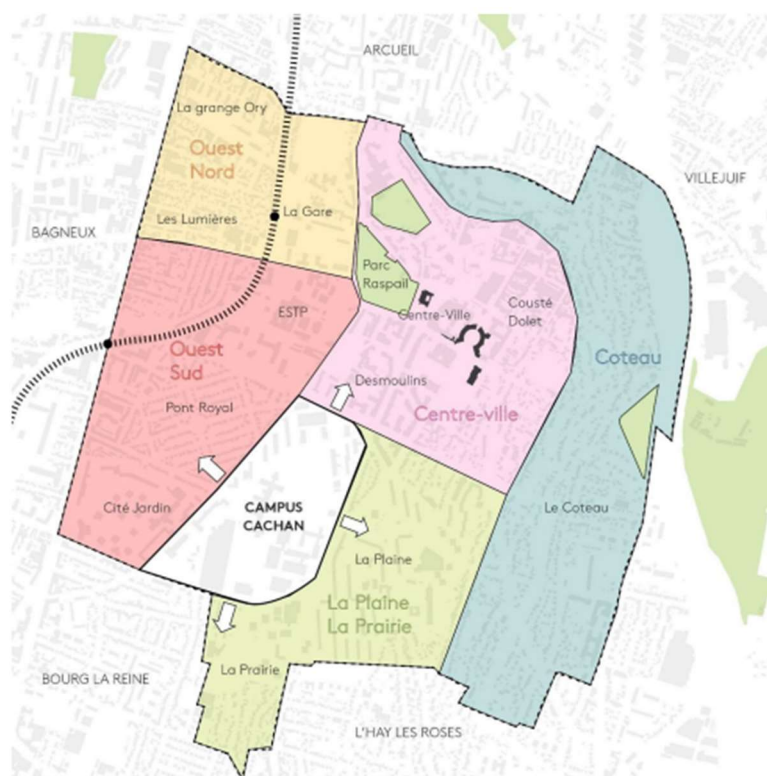 ARCUEIL
La grange Ory
Ouest
Nord
VILLEJUIF
Les Lumières
La Gare
BAGNEUX
Parc
Raspail
Centre-Ville
Cousté
Dolet
ESTP
Ouest
Sud
Coteau
Desmoulins
Pont Royal
Centre-ville
Cité Jardin
CAMPUS
CACHAN
Le Coteau
La Plaine
La Plaine
La Prairie
La Prairie
BOURG LA REINE
L'HAY LES ROSES